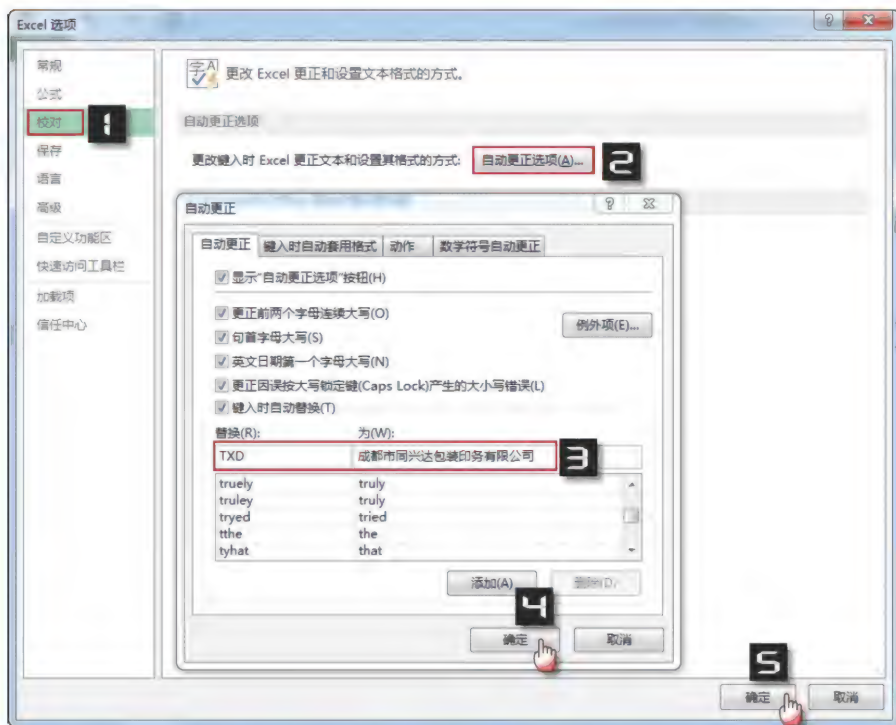 Excel 选项
常规
公式
校对
1
保存
语言
高级
自定义功能区
快速访问工具栏
加载项
信任中心
更改 Excel 更正和设置文本格式的方式。
自动更正选项
更改键入时 Excel 更正文本和设置其格式的方式: 自动更正选项(A)... 2
自动更正
自动更正 键入时自动套用格式 动作 数学符号自动更正
显示"自动更正选项"按钮(H)
更正前两个字母连续大写(O)
例外项(E)...
句首字母大写(S)
英文日期第一个字母大写(N)
更正因误按大写锁定键(Caps Lock)产生的大小写错误(L)
键入时自动替换(T)
替换(R): 为(W):
TXD 成都市同兴达包装印务有限公司 3
truely truly
truley truly
tryed tried
tthe the
tyhat that
添加(A) 删除(D)
4
确定 取消
5
确定 取消